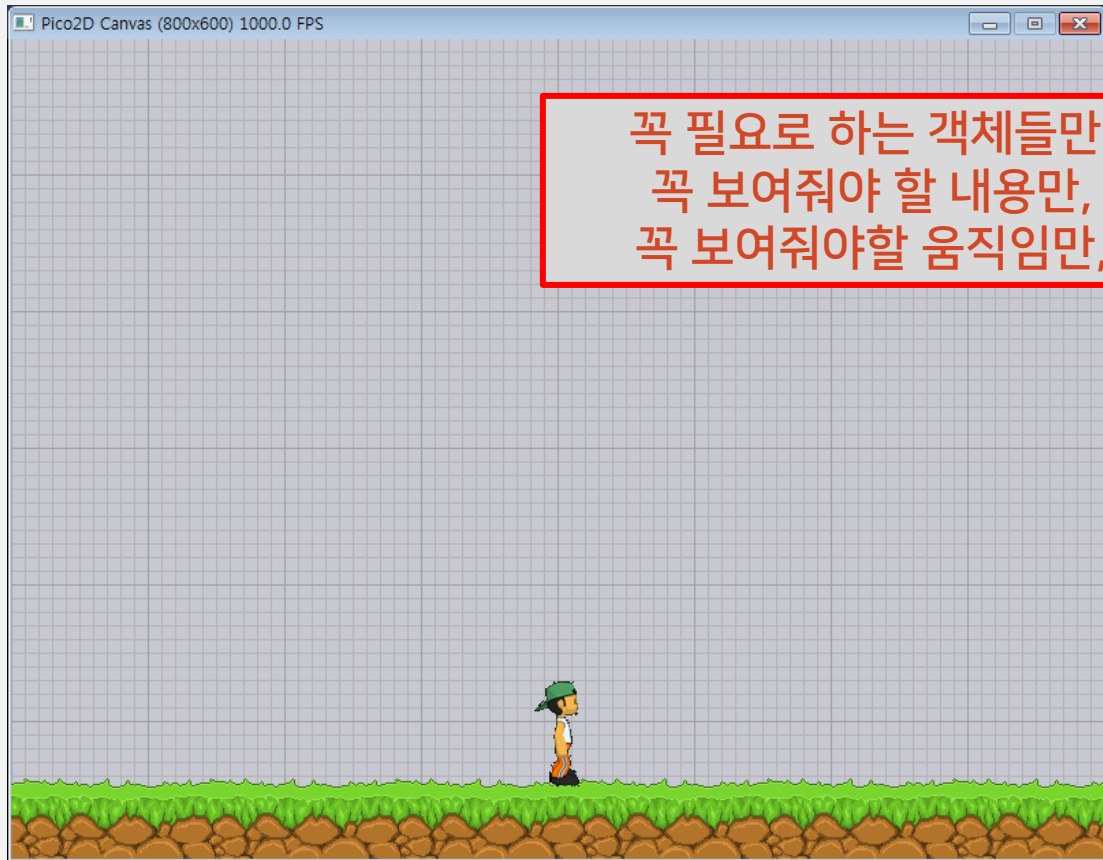 Pico2D Canvas (800x600) 1000.0 FPS
꼭 필요로 하는 객체들만
꼭 보여줘야 할 내용만,
꼭 보여줘야할 움직임만,